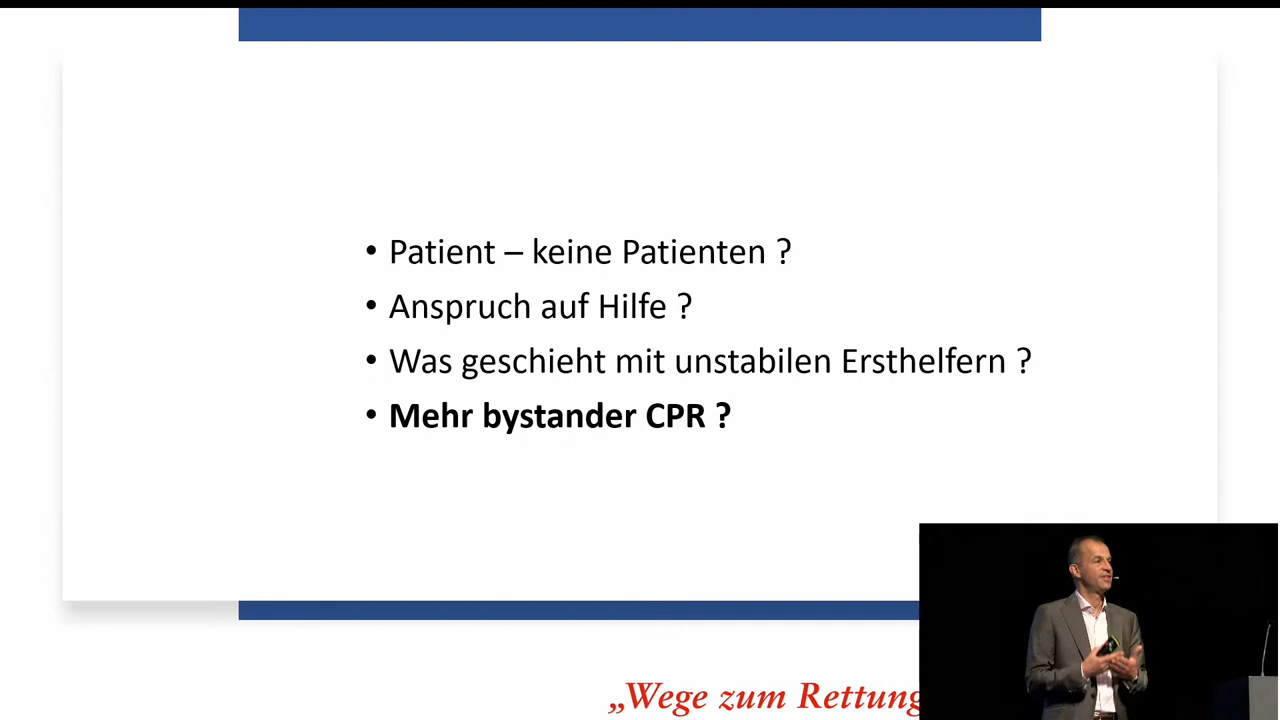 • Patient – keine Patienten ?
• Anspruch auf Hilfe ?
• Was geschieht mit unstabilen Ersthelfern ?
• Mehr bystander CPR ?
„Wege zum Rettung